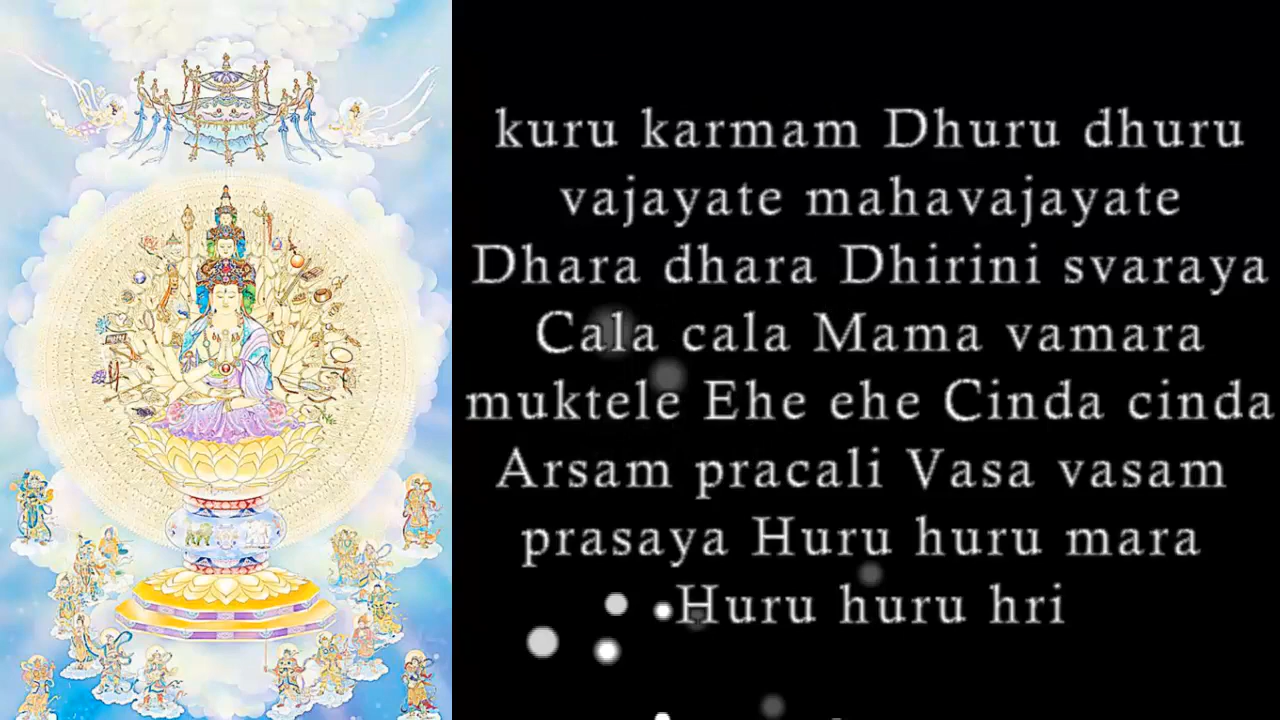 kuru karmam Dhuru dhuru
vajayate mahavajayate
Dhara dhara Dhirini svaraya
Cala cala Mama vamara
muktele Ehe ehe Cinda cinda
Arsam pracali Vasa vasam
prasaya Huru huru mara
Huru huru hri